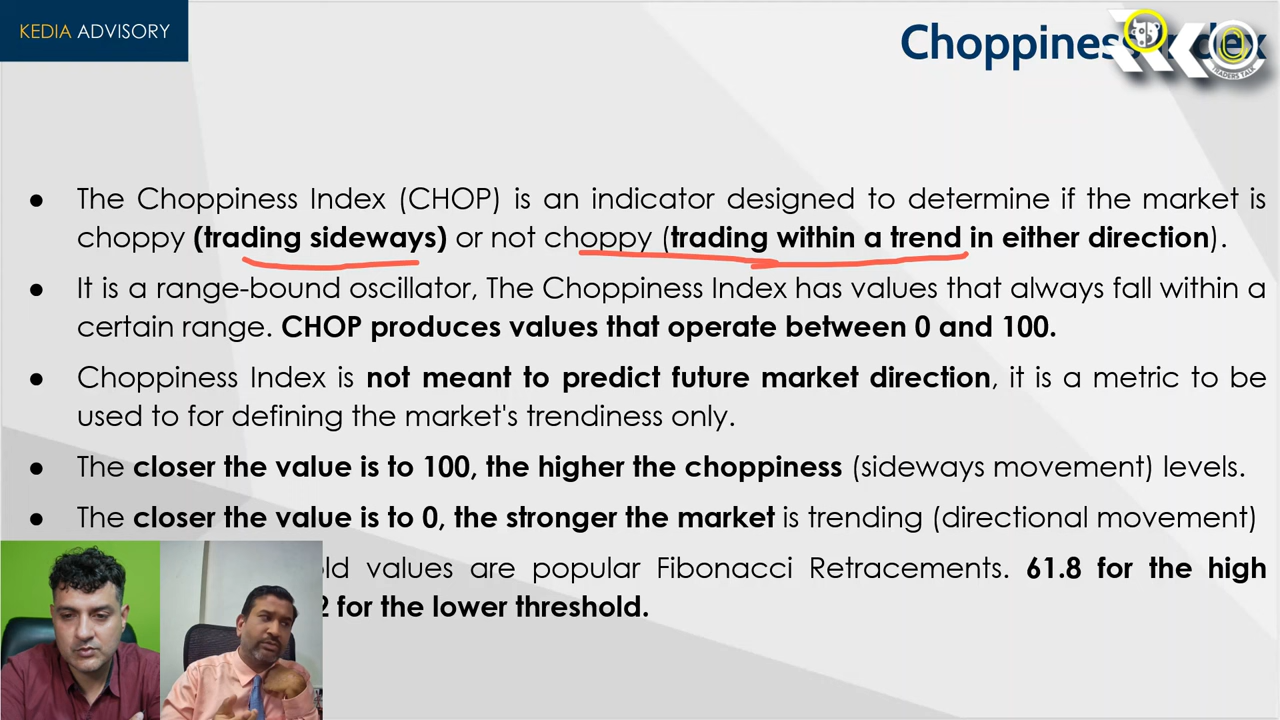 KEDIA ADVISORY
TRADERS TALK
● The Choppiness Index (CHOP) is an indicator designed to determine if the market is
choppy (trading sideways) or not choppy (trading within a trend in either direction).
● It is a range-bound oscillator, The Choppiness Index has values that always fall within a
certain range. CHOP produces values that operate between 0 and 100.
● Choppiness Index is not meant to predict future market direction, it is a metric to be
used to for defining the market's trendiness only.
● The closer the value is to 100, the higher the choppiness (sideways movement) levels.
● The closer the value is to 0, the stronger the market is trending (directional movement)
values are popular Fibonacci Retracements. 61.8 for the high
for the lower threshold.